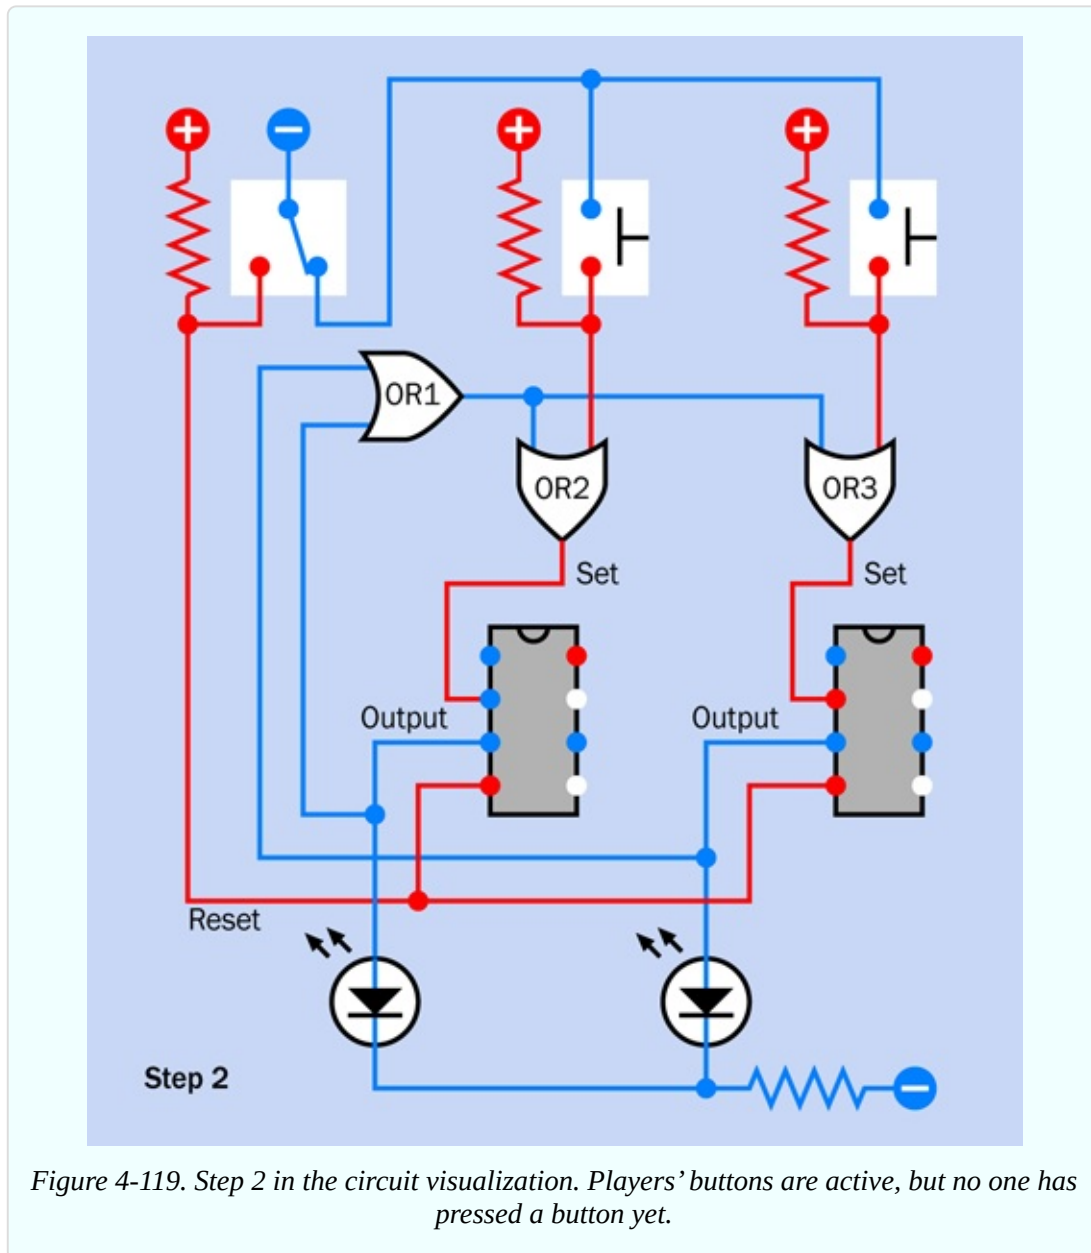 OR1
OR2
OR3
Set
Set
Output
Output
Reset
Step 2
Figure 4-119. Step 2 in the circuit visualization. Players’ buttons are active, but no one has
pressed a button yet.